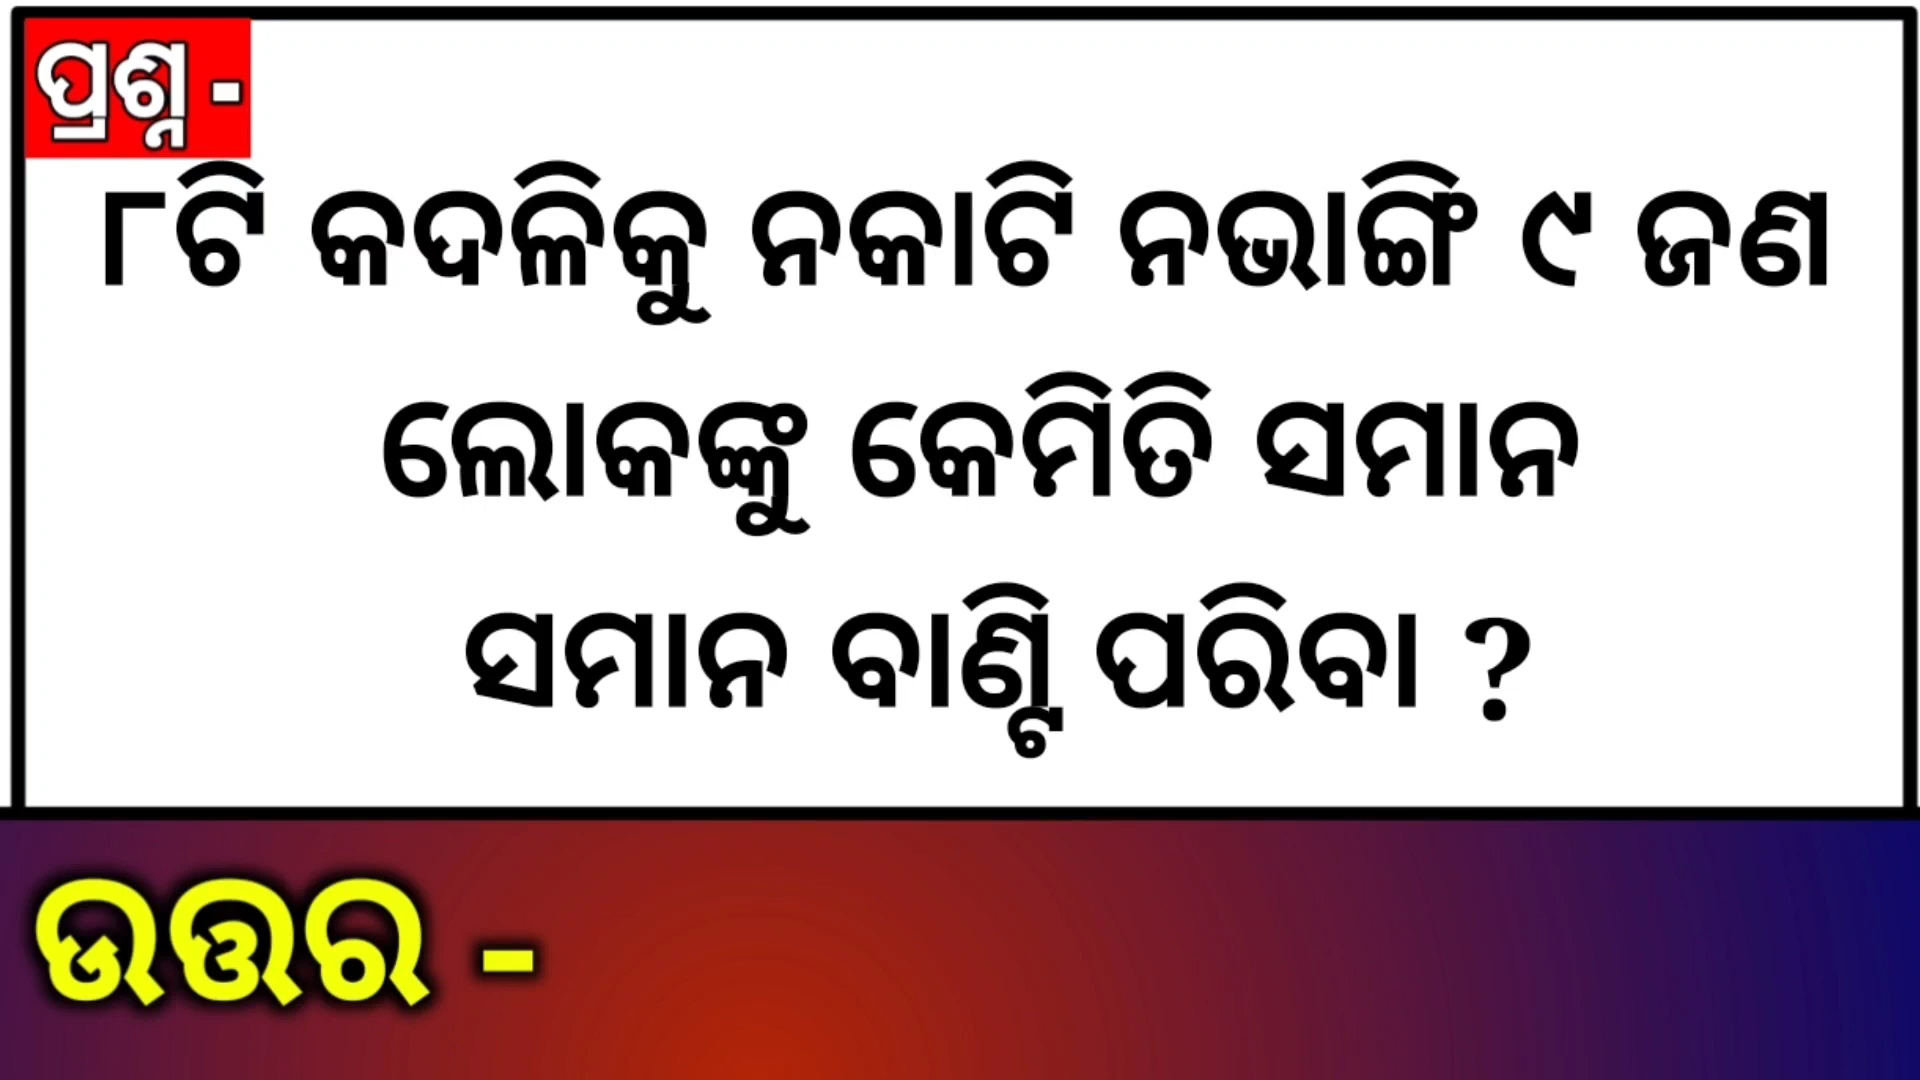 ପ୍ରଶ୍ନ -
୮ଟି କଦଳିକୁ ନକାଟି ନଭାଙ୍ଗି ୯ ଜଣ
ଲୋକଙ୍କୁ କେମିତି ସମାନ
ସମାନ ବାଣ୍ଟି ପରିବା ?
ଉତ୍ତର -